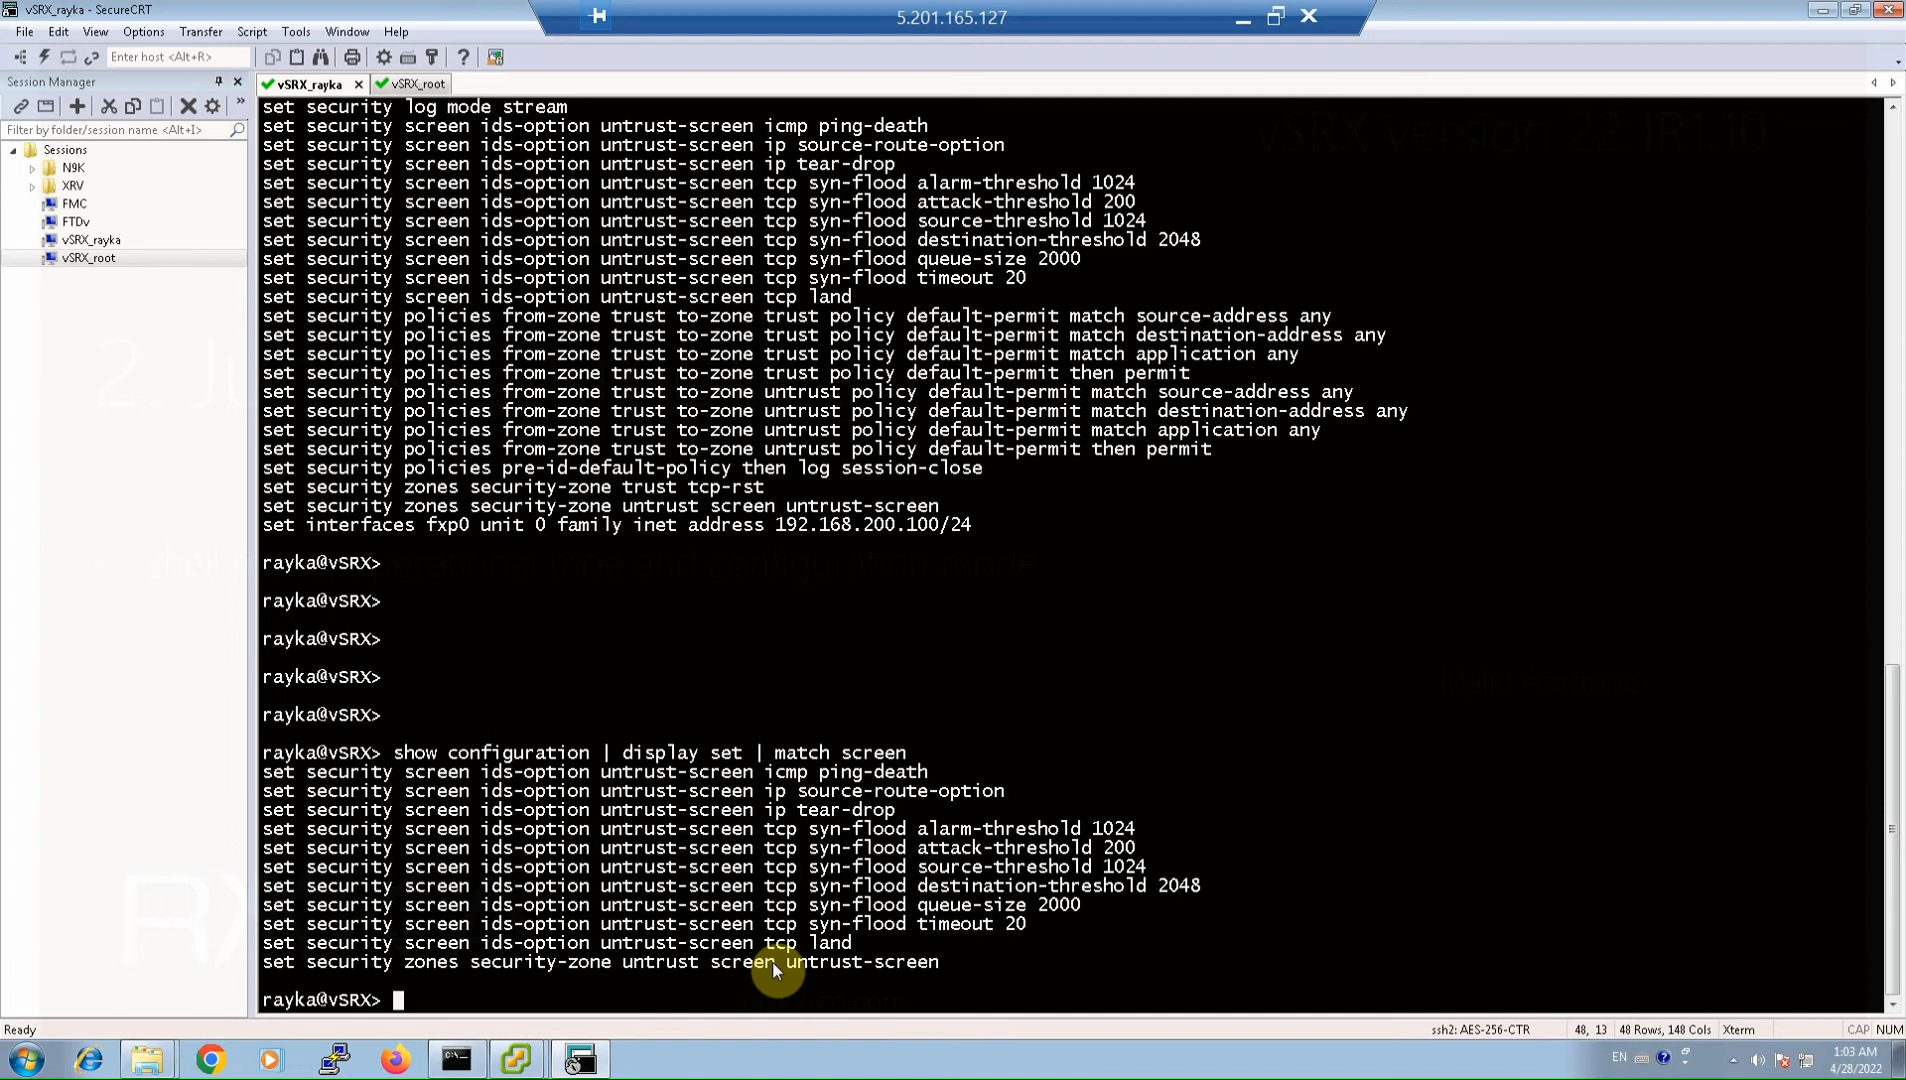 vSRX_rayka - SecureCRT
5.201.165.127
File Edit View Options Transfer Script Tools Window Help
Enter host <Alt+R>
Session Manager
vSRX_rayka
vSRX_root
Filter by folder/session name <Alt+I>
Sessions
N9K
XRV
FMC
FTDv
vSRX_rayka
vSRX_root
set security log mode stream
set security screen ids-option untrust-screen icmp ping-death
set security screen ids-option untrust-screen ip source-route-option
set security screen ids-option untrust-screen ip tear-drop
set security screen ids-option untrust-screen tcp syn-flood alarm-threshold 1024
set security screen ids-option untrust-screen tcp syn-flood attack-threshold 200
set security screen ids-option untrust-screen tcp syn-flood source-threshold 1024
set security screen ids-option untrust-screen tcp syn-flood destination-threshold 2048
set security screen ids-option untrust-screen tcp syn-flood queue-size 2000
set security screen ids-option untrust-screen tcp syn-flood timeout 20
set security screen ids-option untrust-screen tcp land
set security policies from-zone trust to-zone trust policy default-permit match source-address any
set security policies from-zone trust to-zone trust policy default-permit match destination-address any
set security policies from-zone trust to-zone trust policy default-permit match application any
set security policies from-zone trust to-zone trust policy default-permit then permit
set security policies from-zone trust to-zone untrust policy default-permit match source-address any
set security policies from-zone trust to-zone untrust policy default-permit match destination-address any
set security policies from-zone trust to-zone untrust policy default-permit match application any
set security policies from-zone trust to-zone untrust policy default-permit then permit
set security policies pre-id-default-policy then log session-close
set security zones security-zone trust tcp-rst
set security zones security-zone untrust screen untrust-screen
set interfaces fxp0 unit 0 family inet address 192.168.200.100/24
rayka@vSRX>
rayka@vSRX>
rayka@vSRX>
rayka@vSRX>
rayka@vSRX>
rayka@vSRX> show configuration | display set | match screen
set security screen ids-option untrust-screen icmp ping-death
set security screen ids-option untrust-screen ip source-route-option
set security screen ids-option untrust-screen ip tear-drop
set security screen ids-option untrust-screen tcp syn-flood alarm-threshold 1024
set security screen ids-option untrust-screen tcp syn-flood attack-threshold 200
set security screen ids-option untrust-screen tcp syn-flood source-threshold 1024
set security screen ids-option untrust-screen tcp syn-flood destination-threshold 2048
set security screen ids-option untrust-screen tcp syn-flood queue-size 2000
set security screen ids-option untrust-screen tcp syn-flood timeout 20
set security screen ids-option untrust-screen tcp land
set security zones security-zone untrust screen untrust-screen
rayka@vSRX>
vSRX version 22.1R1.10
Ready
ssh2: AES-256-CTR 48, 13 48 Rows, 148 Cols Xterm CAP NUM
EN
1:03 AM
4/28/2022